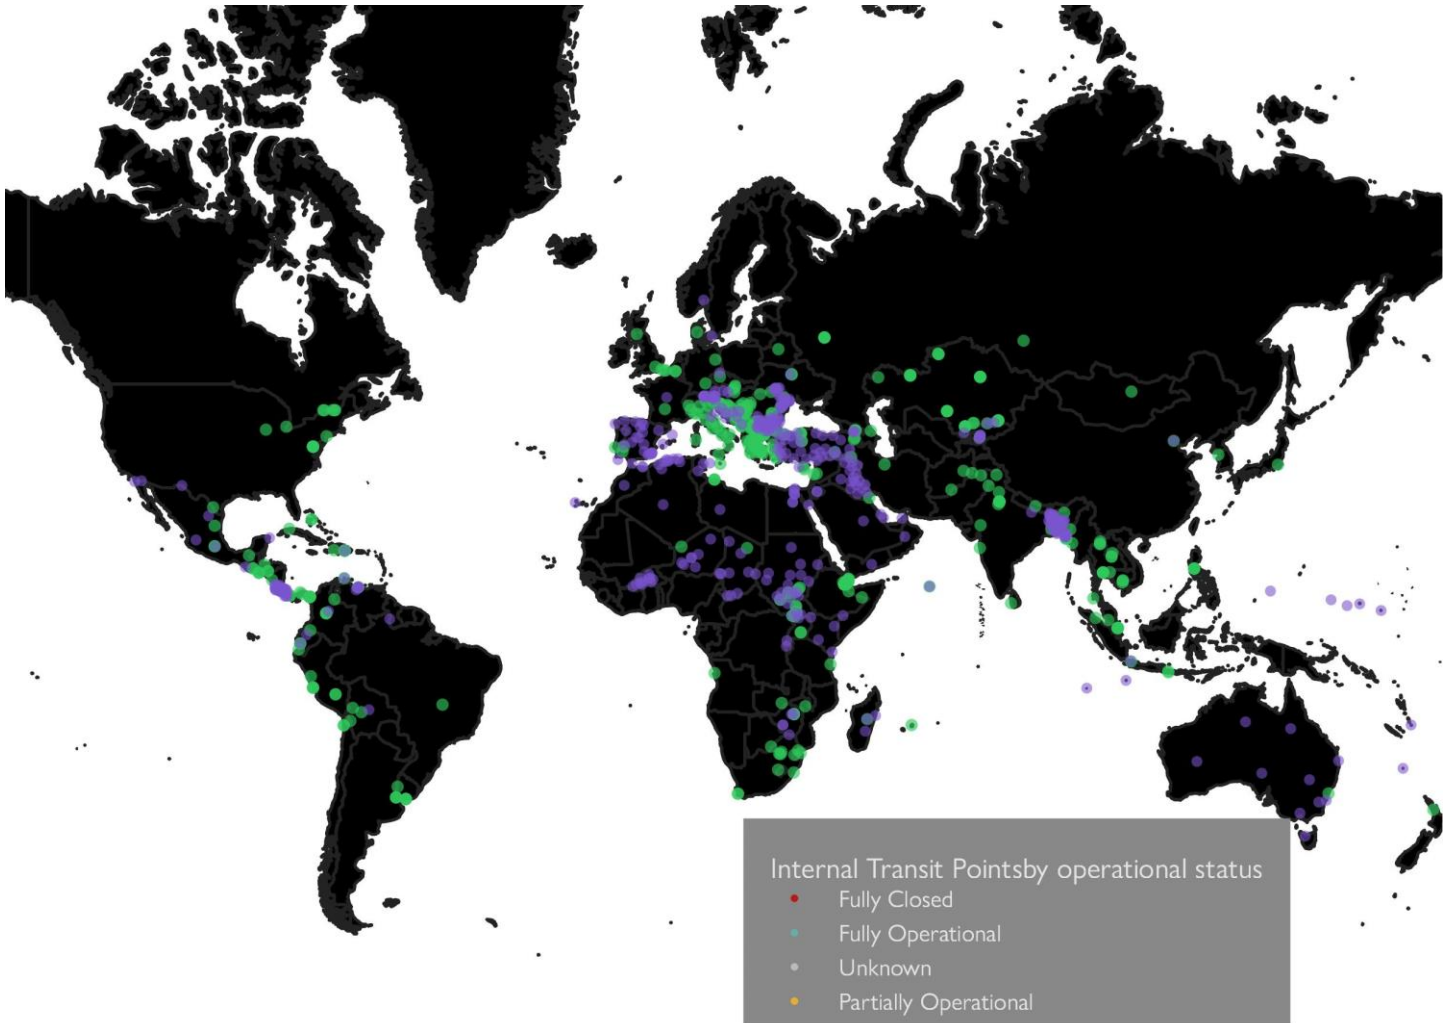 Internal Transit Pointsby operational status
Fully Closed
Fully Operational
Unknown
Partially Operational